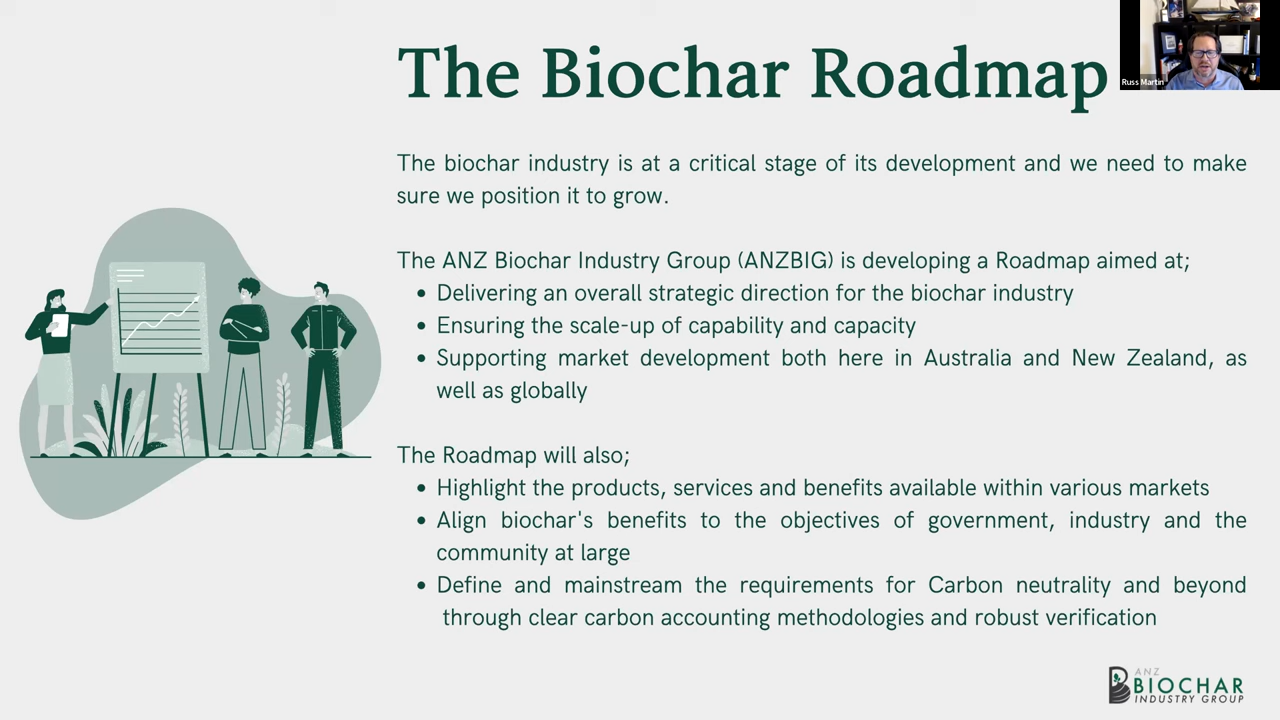 The Biochar Roadmap
Russ Martin
The biochar industry is at a critical stage of its development and we need to make
sure we position it to grow.
The ANZ Biochar Industry Group (ANZBIG) is developing a Roadmap aimed at;
• Delivering an overall strategic direction for the biochar industry
• Ensuring the scale-up of capability and capacity
• Supporting market development both here in Australia and New Zealand, as
well as globally
The Roadmap will also;
• Highlight the products, services and benefits available within various markets
• Align biochar's benefits to the objectives of government, industry and the
community at large
• Define and mainstream the requirements for Carbon neutrality and beyond
through clear carbon accounting methodologies and robust verification
ANZ
BIOCHAR
INDUSTRY GROUP